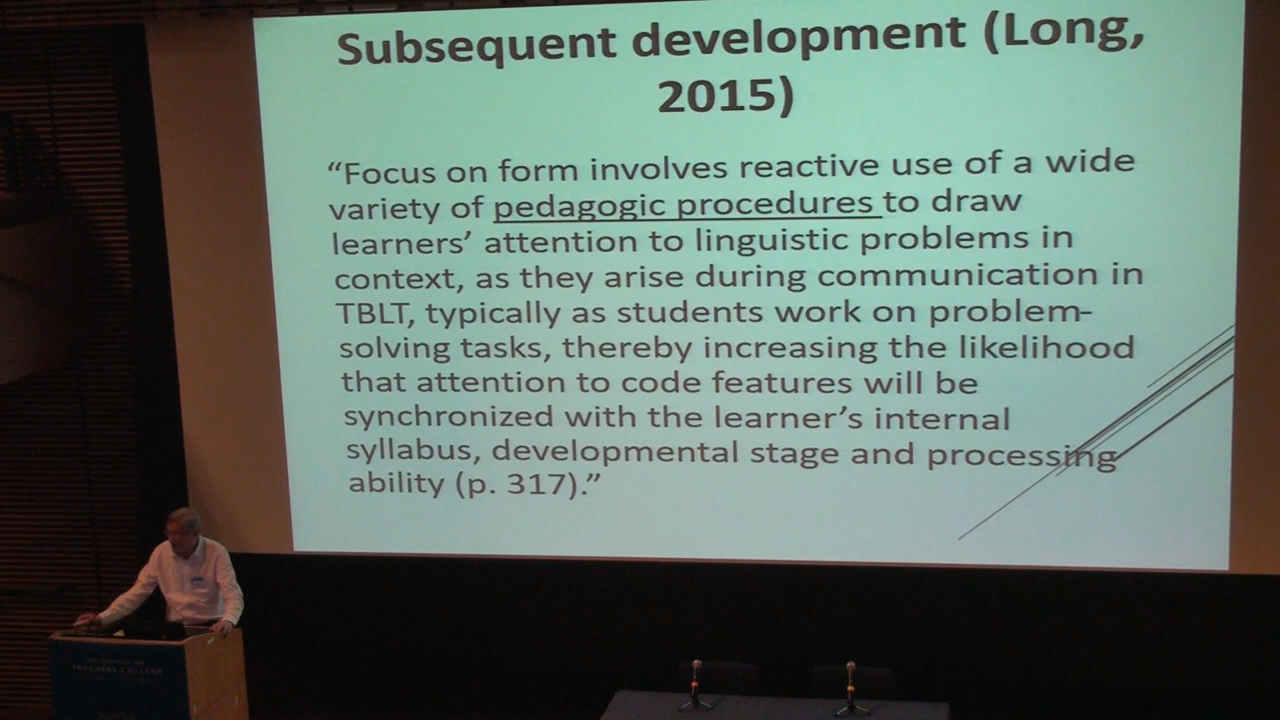 Subsequent development (Long,
2015)
“Focus on form involves reactive use of a wide
variety of pedagogic procedures to draw
learners’ attention to linguistic problems in
context, as they arise during communication in
TBLT, typically as students work on problem-
solving tasks, thereby increasing the likelihood
that attention to code features will be
synchronized with the learner’s internal
syllabus, developmental stage and processing
ability (p. 317).”
TEACHERS COLLEGE